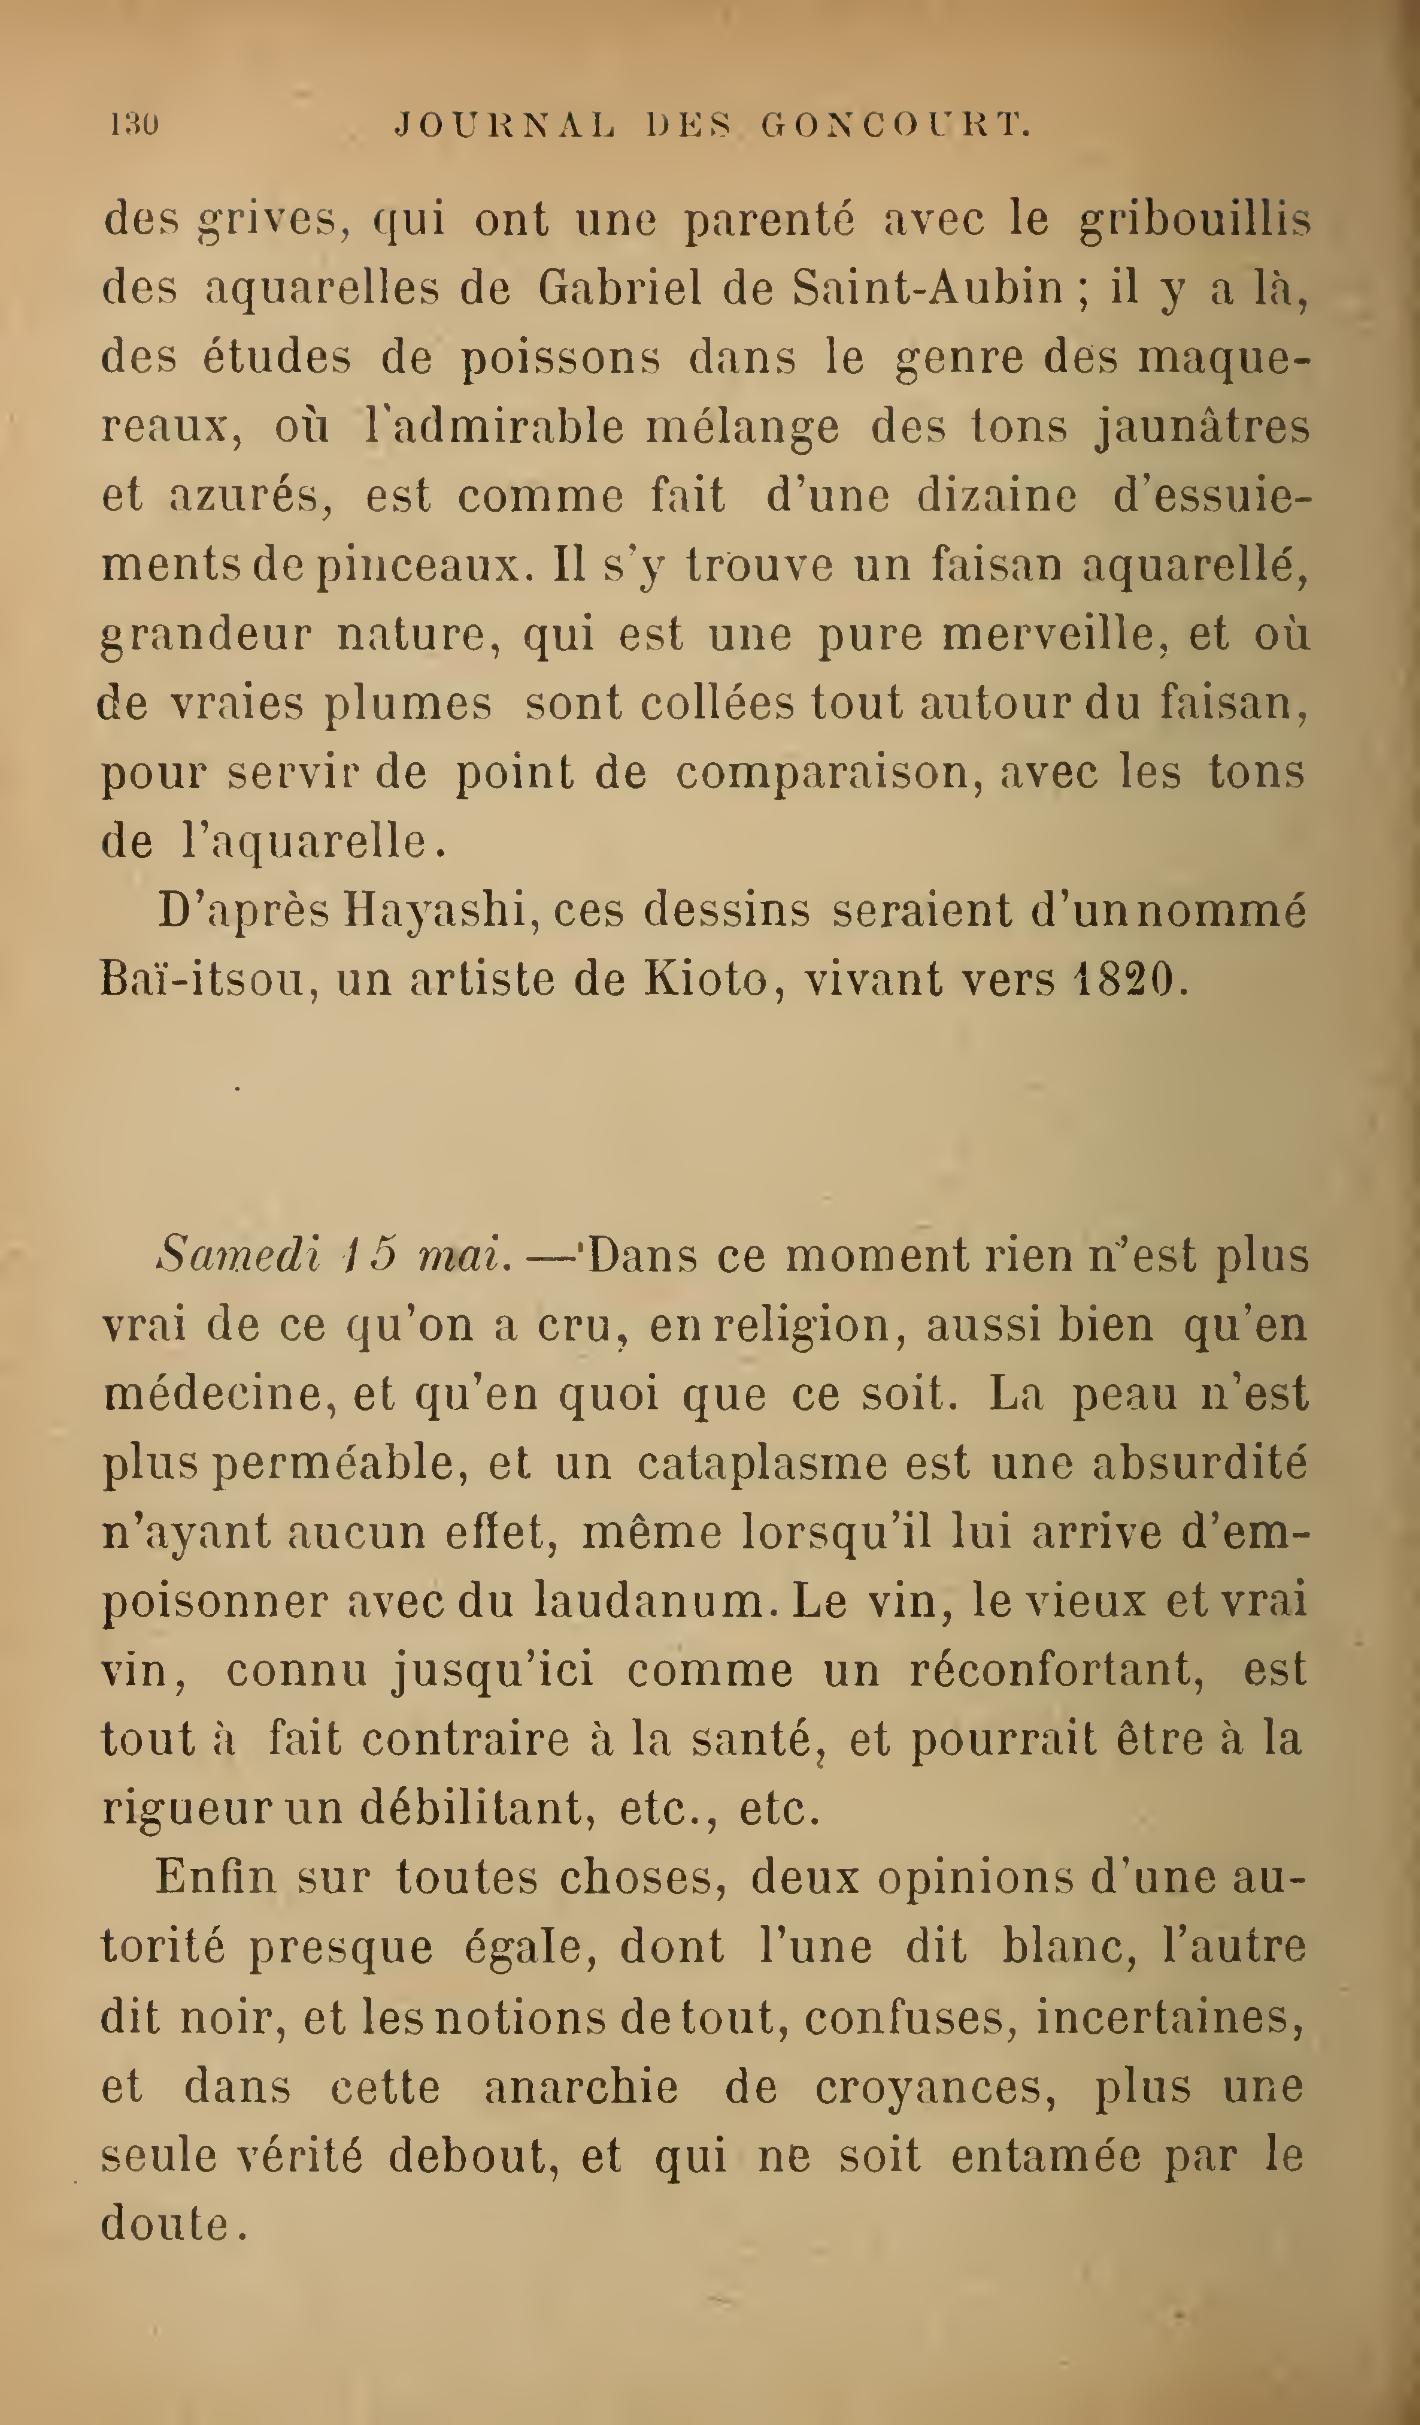 130 JOURNAL DES GONCOURT.
des grives, qui ont une parenté avec le gribouillis
des aquarelles de Gabriel de Saint-Aubin ; il y a là,
des études de poissons dans le genre des maque-
reaux, où l'admirable mélange des tons jaunâtres
et azurés, est comme fait d'une dizaine d'essuie-
ments de pinceaux. Il s'y trouve un faisan aquarellé,
grandeur nature, qui est une pure merveille, et où
de vraies plumes sont collées tout autour du faisan,
pour servir de point de comparaison, avec les tons
de l'aquarelle.
D'après Hayashi, ces dessins seraient d'un nommé
Baï-itsou, un artiste de Kioto, vivant vers 1820.
Samedi 15 mai. — Dans ce moment rien n'est plus
vrai de ce qu'on a cru, en religion, aussi bien qu'en
médecine, et qu'en quoi que ce soit. La peau n'est
plus perméable, et un cataplasme est une absurdité
n'ayant aucun effet, même lorsqu'il lui arrive d'em-
poisonner avec du laudanum. Le vin, le vieux et vrai
vin, connu jusqu'ici comme un réconfortant, est
tout à fait contraire à la santé, et pourrait être à la
rigueur un débilitant, etc., etc.
Enfin sur toutes choses, deux opinions d'une au-
torité presque égale, dont l'une dit blanc, l'autre
dit noir, et les notions de tout, confuses, incertaines,
et dans cette anarchie de croyances, plus une
seule vérité debout, et qui ne soit entamée par le
doute.